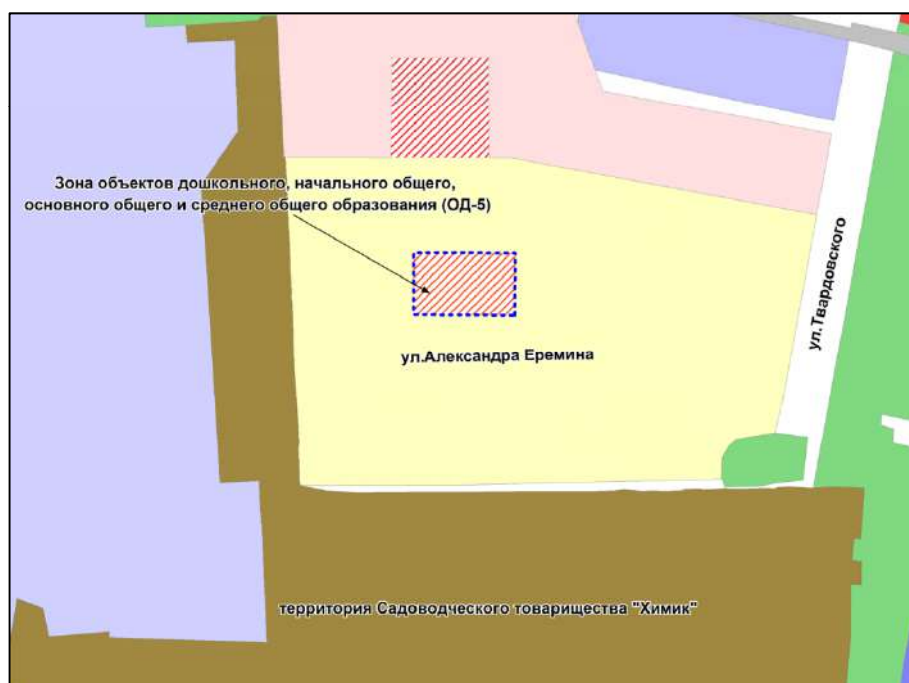 Зона объектов дошкольного, начального общего,
основного общего и среднего общего образования (ОД-5)
ул.Твардовского
ул.Александра Еремина
территория Садоводческого товарищества "Химик"